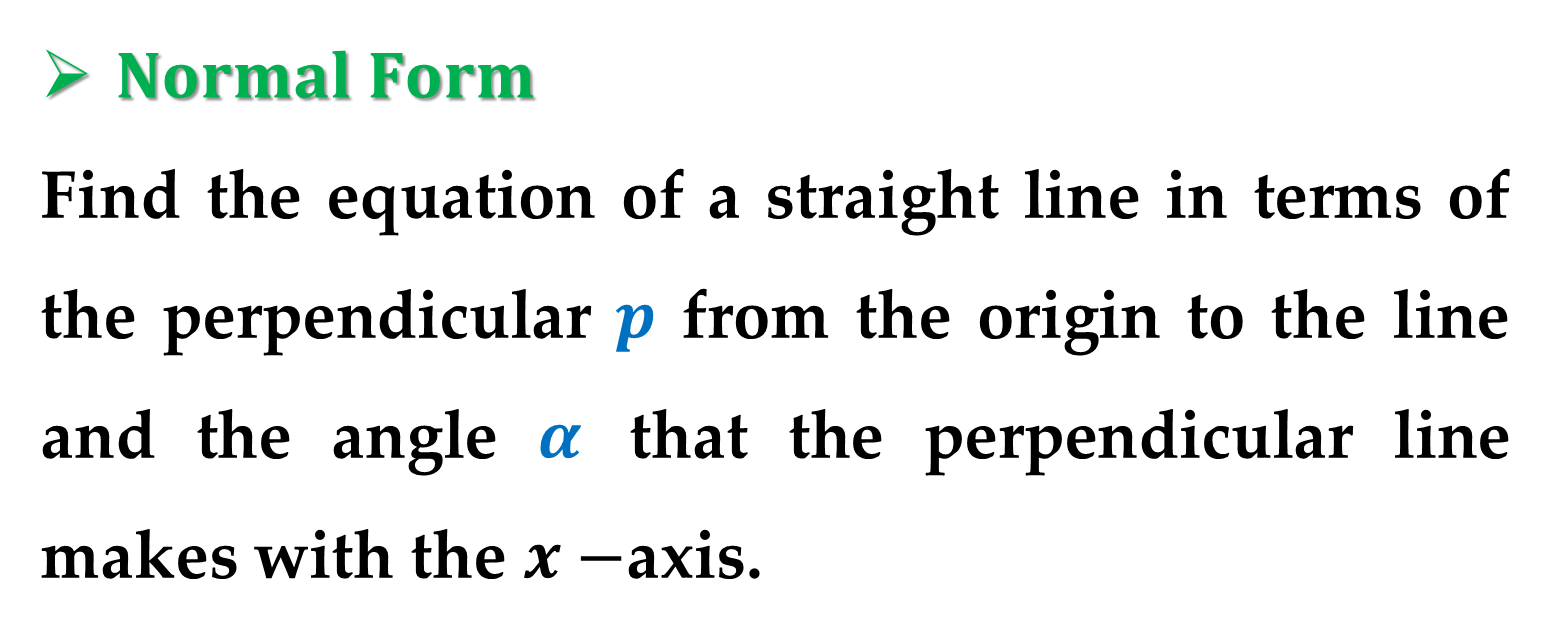 ➢ Normal Form
Find the equation of a straight line in terms of
the perpendicular p from the origin to the line
and the angle α that the perpendicular line
makes with the x −axis.